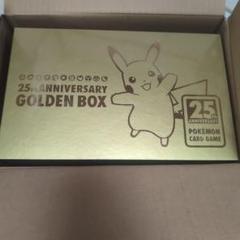 25th ANNIVERSARY
GOLDEN BOX
25th
ANNIVERSARY
POKÉMON
CARD GAME